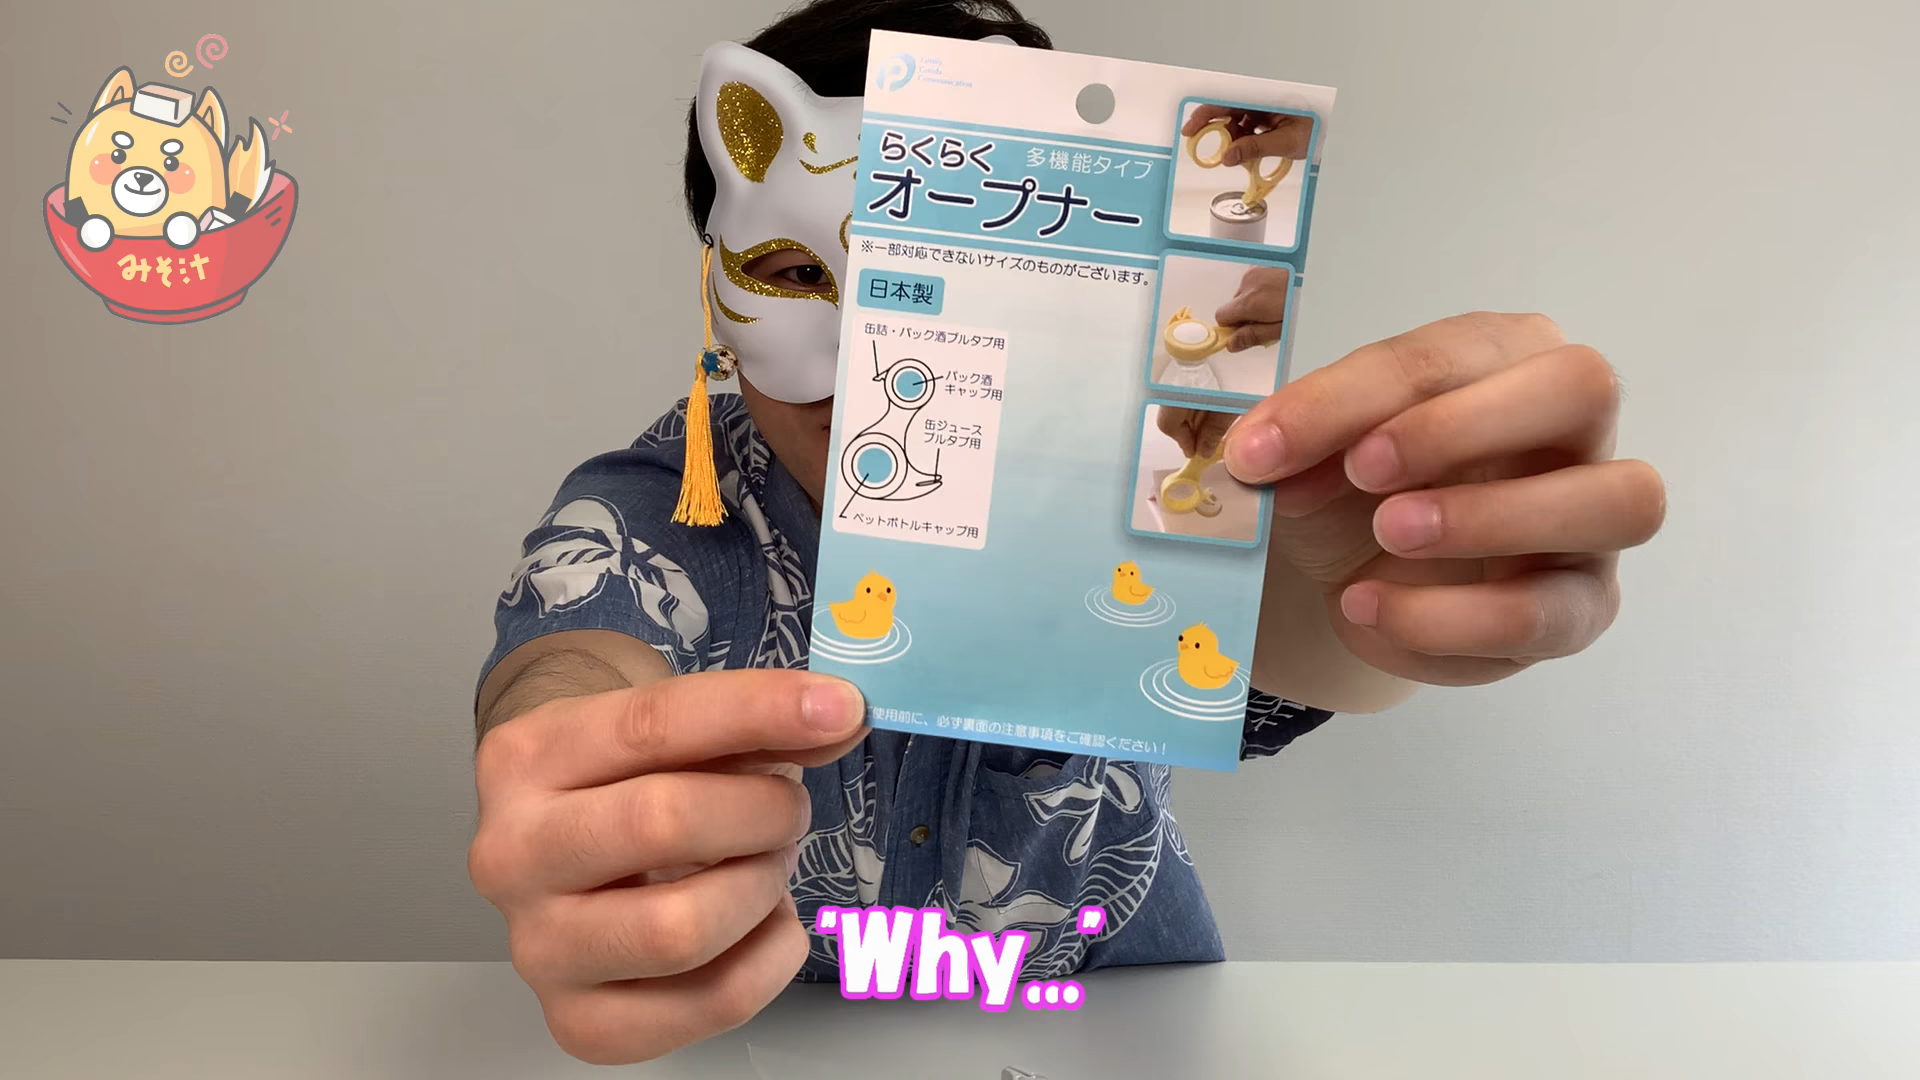 みそ汁
Goods
Communication
らくらく 多機能タイプ
オープナー
※一部対応できないサイズのものがございます。
日本製
缶詰・パック酒プルタブ用
パック酒
キャップ用
缶ジュース
プルタブ用
ペットボトルキャップ用
使用前に、必ず裏面の注意事項をご確認ください！
“Why...”